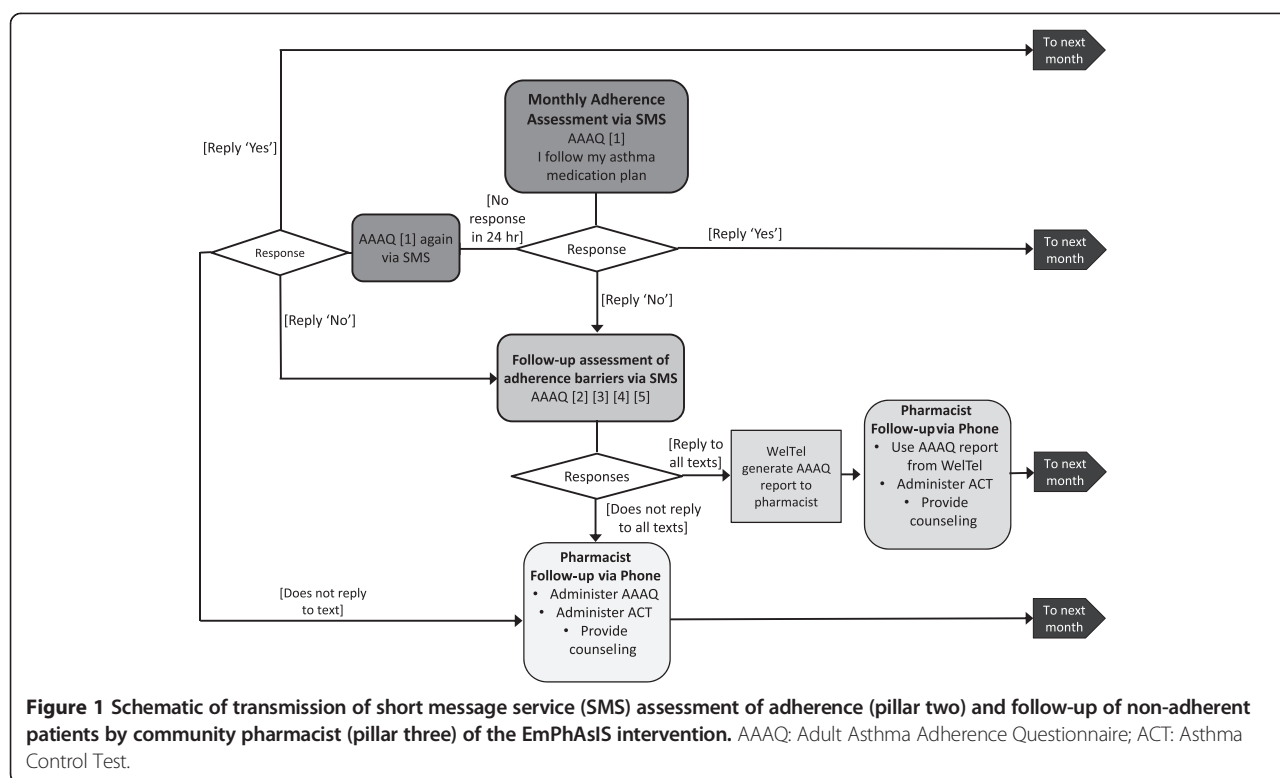 To next
month
Monthly Adherence
Assessment via SMS
AAAQ [1]
I follow my asthma
medication plan
[Reply ‘Yes’]
[No
response
in 24 hr]
AAAQ [1] again
via SMS
Response
Response
[Reply ‘Yes’]
To next
month
[Reply ‘No’]
[Reply ‘No’]
Follow-up assessment of
adherence barriers via SMS
AAAQ [2] [3] [4] [5]
Responses
[Reply to
all texts]
WelTel
generate AAAQ
report to
pharmacist
Pharmacist
Follow-up via Phone
• Use AAAQ report
from WelTel
• Administer ACT
• Provide
counseling
To next
month
[Does not reply
to all texts]
[Does not reply
to text]
Pharmacist
Follow-up via Phone
• Administer AAAQ
• Administer ACT
• Provide
counseling
To next
month
Figure 1 Schematic of transmission of short message service (SMS) assessment of adherence (pillar two) and follow-up of non-adherent
patients by community pharmacist (pillar three) of the EmPhAsIS intervention. AAAQ: Adult Asthma Adherence Questionnaire; ACT: Asthma
Control Test.